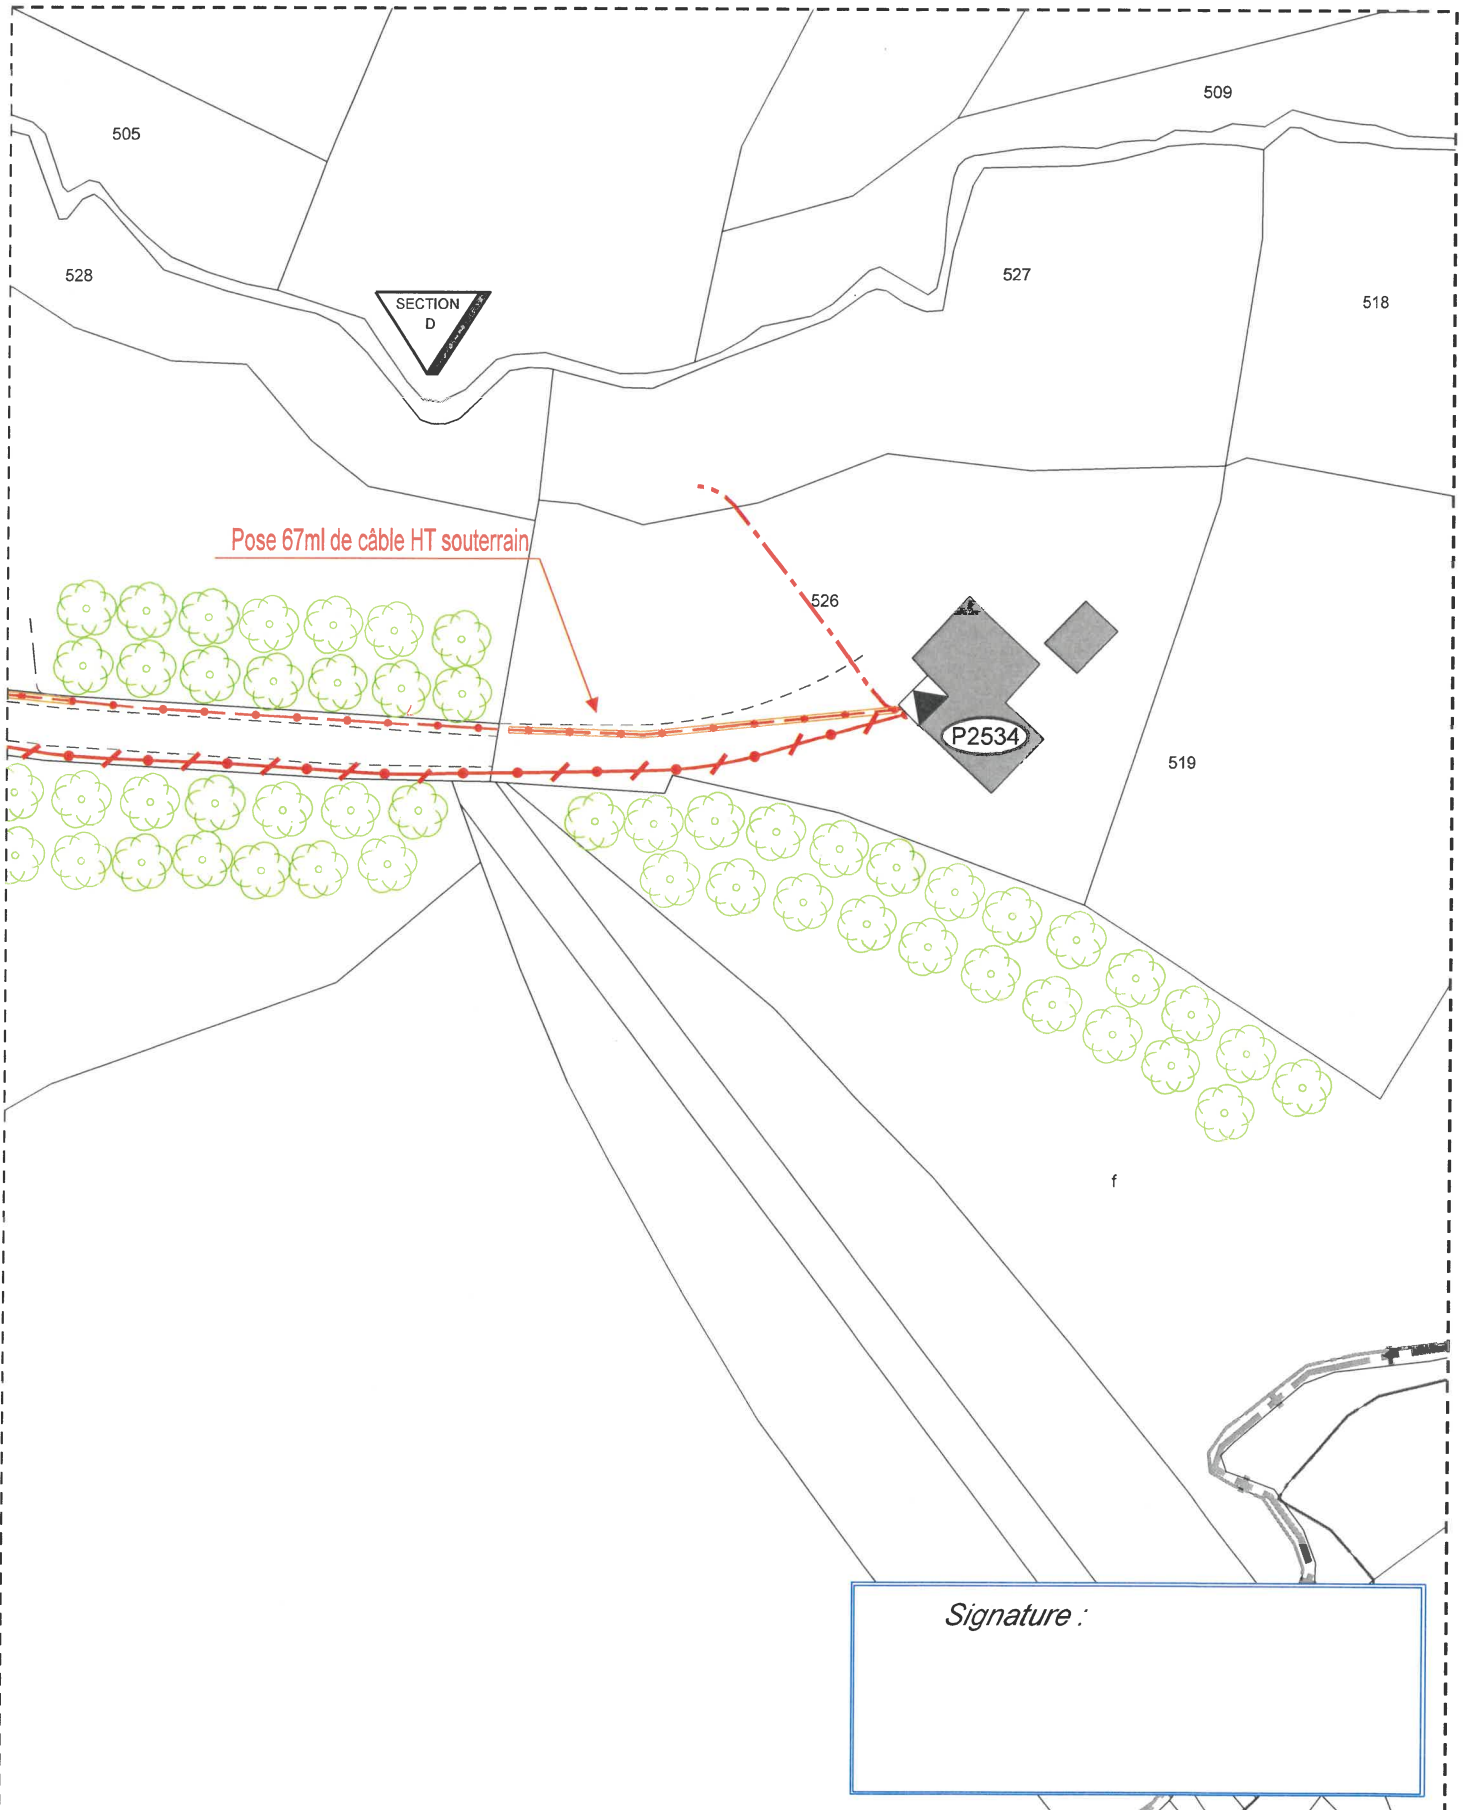 509
505
528
527
SECTION
D
518
Pose 67ml de câble HT souterrain
526
P2534
519
f
Signature :